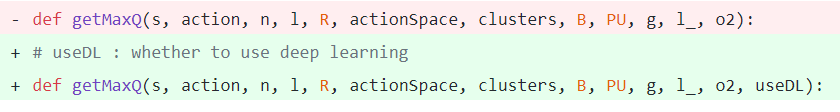 - def getMaxQ(s, action, n, l, R, actionSpace, clusters, B, PU, g, l_, o2):
+ # useDL : whether to use deep learning
+ def getMaxQ(s, action, n, l, R, actionSpace, clusters, B, PU, g, l_, o2, useDL):